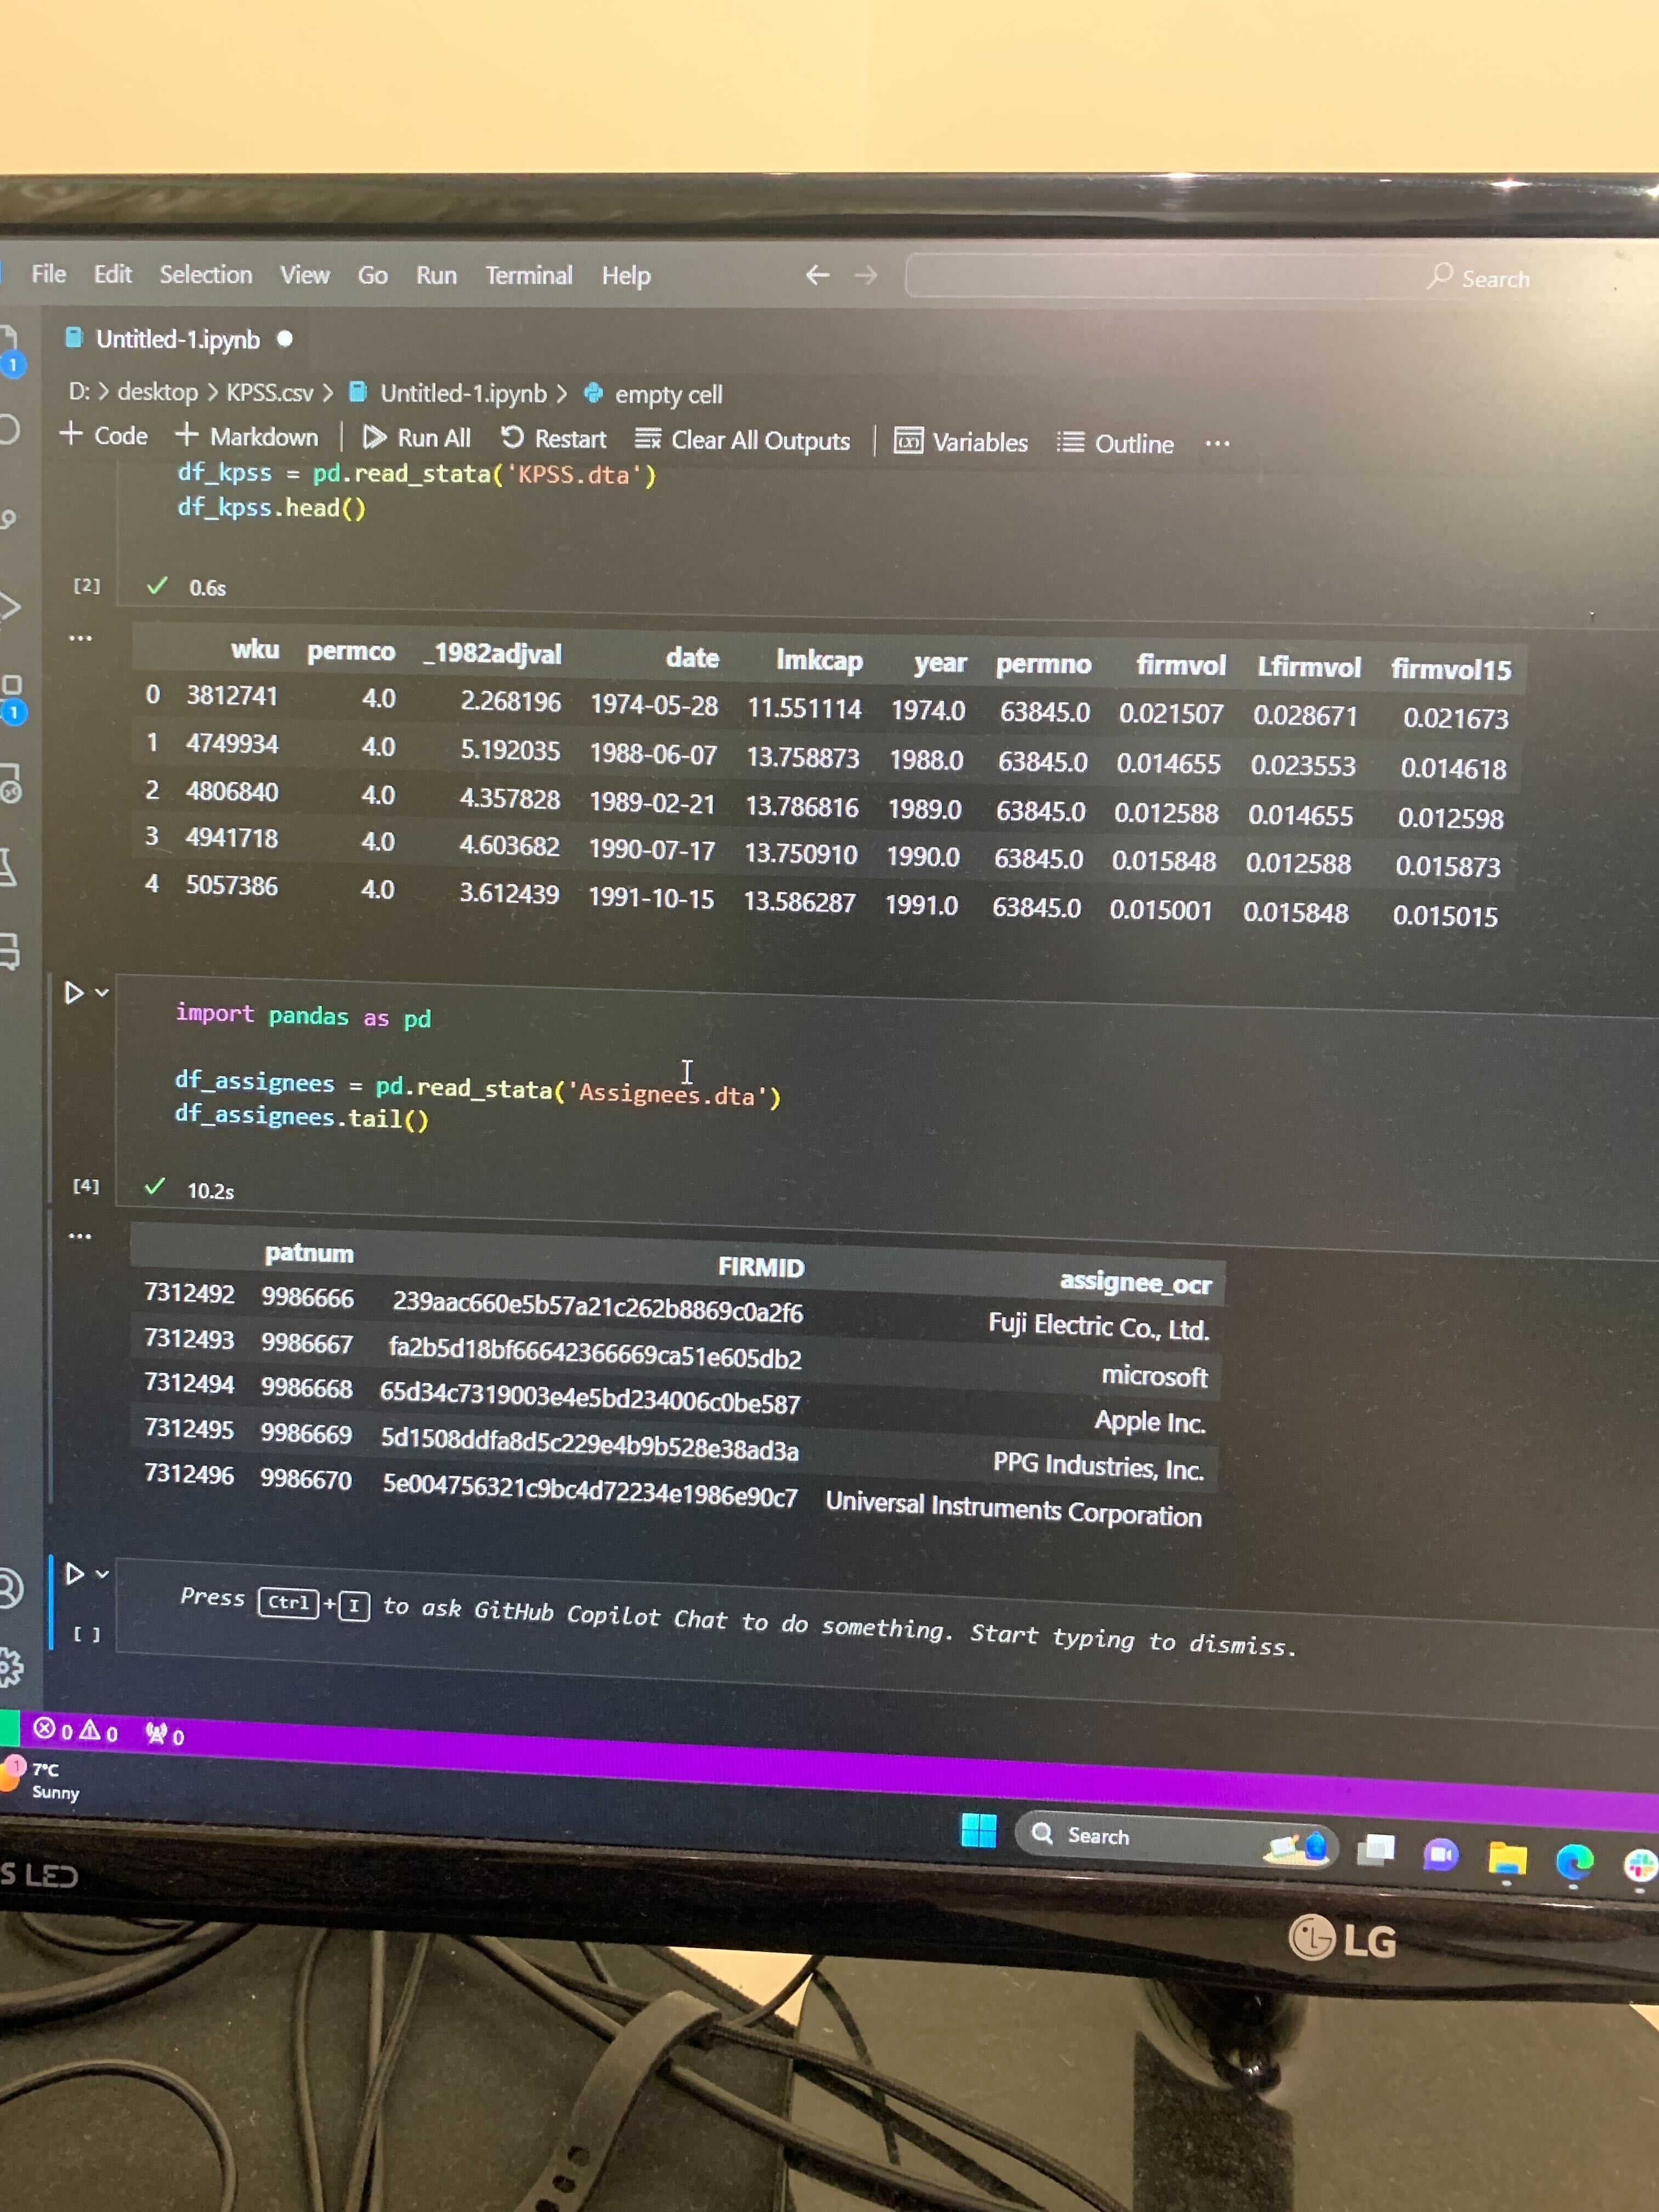 File Edit Selection View Go Run Terminal Help Search
1
Untitled-1.ipynb
D: > desktop > KPSS.csv > Untitled-1.ipynb > empty cell
+ Code + Markdown Run All Restart Clear All Outputs Variables Outline ...
df_kpss = pd.read_stata('KPSS.dta')
df_kpss.head()
[2] ✓ 0.6s
...
wku permco _1982adjval date lmkcap year permno firmvol Lfirmvol firmvol15
0 3812741 4.0 2.268196 1974-05-28 11.551114 1974.0 63845.0 0.021507 0.028671 0.021673
1 4749934 4.0 5.192035 1988-06-07 13.758873 1988.0 63845.0 0.014655 0.023553 0.014618
2 4806840 4.0 4.357828 1989-02-21 13.786816 1989.0 63845.0 0.012588 0.014655 0.012598
3 4941718 4.0 4.603682 1990-07-17 13.750910 1990.0 63845.0 0.015848 0.012588 0.015873
4 5057386 4.0 3.612439 1991-10-15 13.586287 1991.0 63845.0 0.015001 0.015848 0.015015
1
import pandas as pd
df_assignees = pd.read_stata('Assignees.dta')
df_assignees.tail()
[4] ✓ 10.2s
...
patnum FIRMID assignee_ocr
7312492 9986666 239aac660e5b57a21c262b8869c0a2f6 Fuji Electric Co., Ltd.
7312493 9986667 fa2b5d18bf66642366669ca51e605db2 microsoft
7312494 9986668 65d34c7319003e4e5bd234006c0be587 Apple Inc.
7312495 9986669 5d1508ddfa8d5c229e4b9b528e38ad3a PPG Industries, Inc.
7312496 9986670 5e004756321c9bc4d72234e1986e90c7 Universal Instruments Corporation
Press Ctrl + I to ask GitHub Copilot Chat to do something. Start typing to dismiss.
[ ]
0 0 0
1 7°C
Sunny
Search
S LED
LG